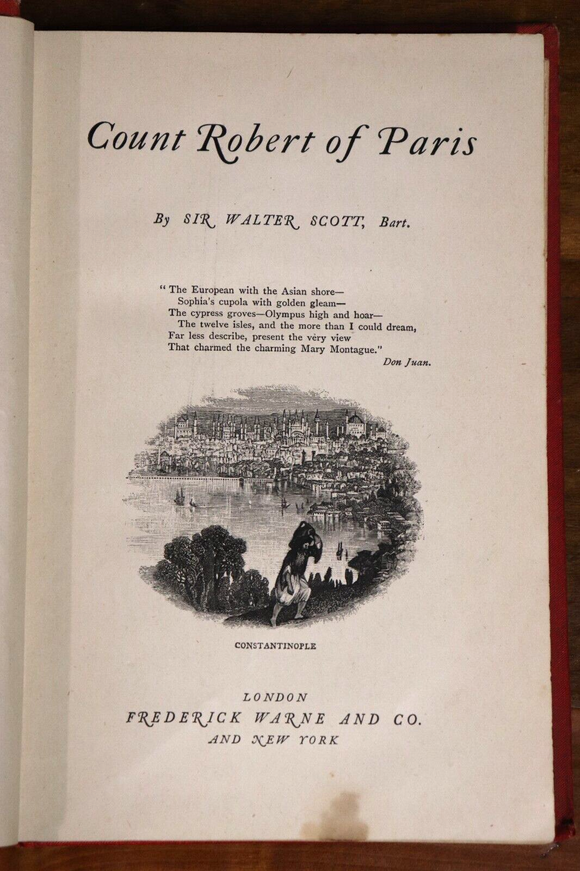 Count Robert of Paris
By SIR WALTER SCOTT, Bart.
“ The European with the Asian shore—
Sophia's cupola with golden gleam—
The cypress groves—Olympus high and hoar—
The twelve isles, and the more than I could dream,
Far less describe, present the very view
That charmed the charming Mary Montague.”
Don Juan.
CONSTANTINOPLE
LONDON
FREDERICK WARNE AND CO.
AND NEW YORK